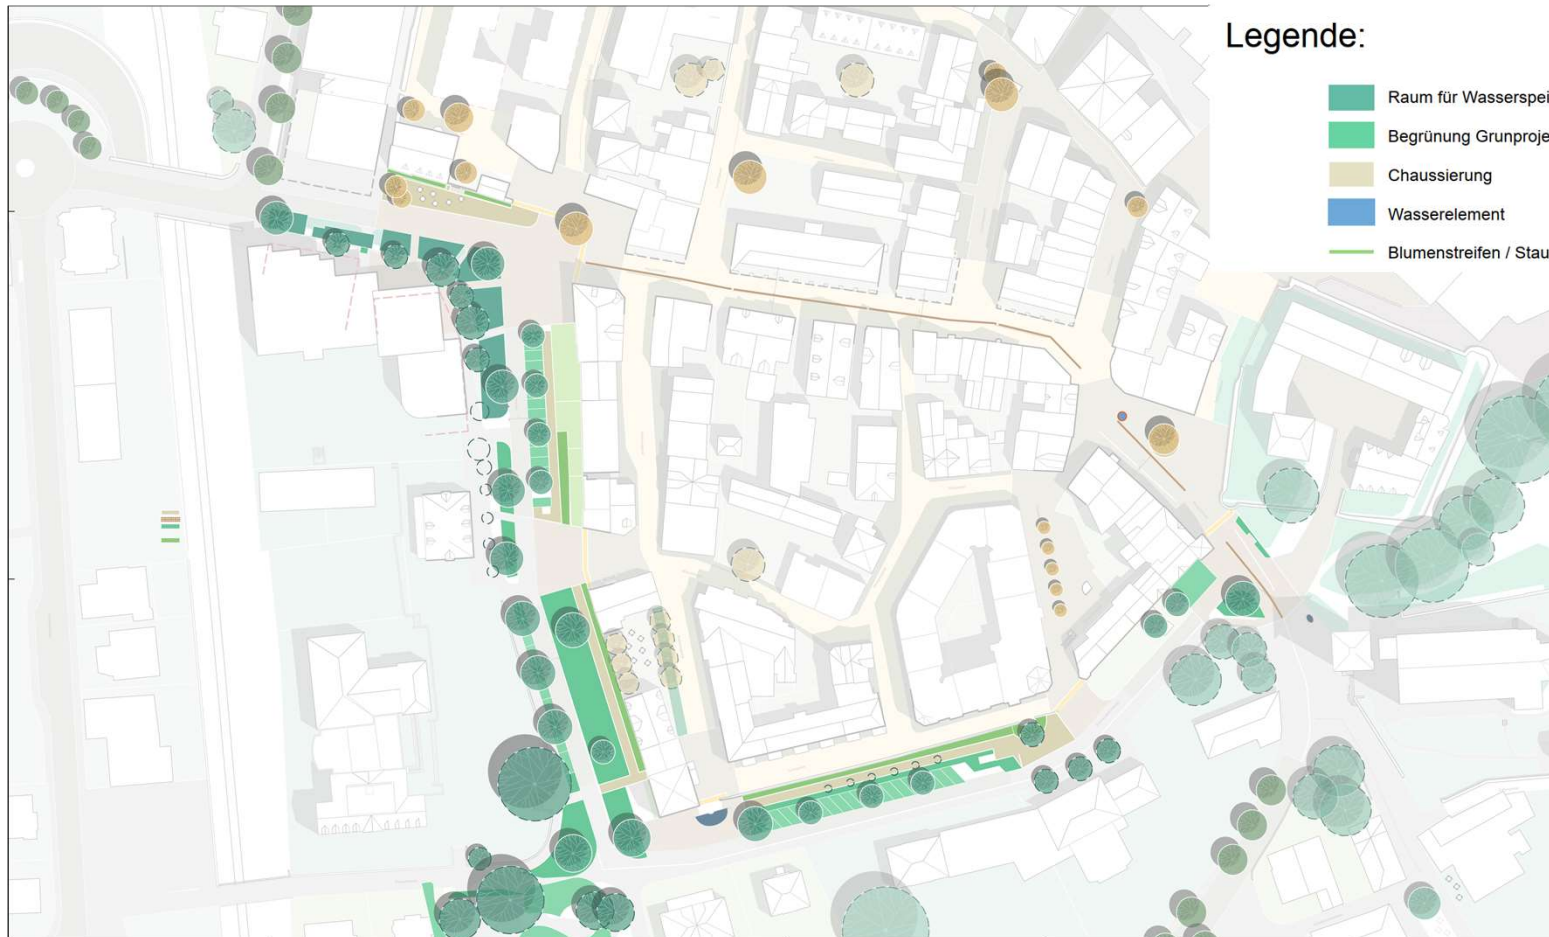 Legende:
Raum für Wasserspei
Begrünung Grunproje
Chaussierung
Wasserelement
Blumenstreifen / Stau